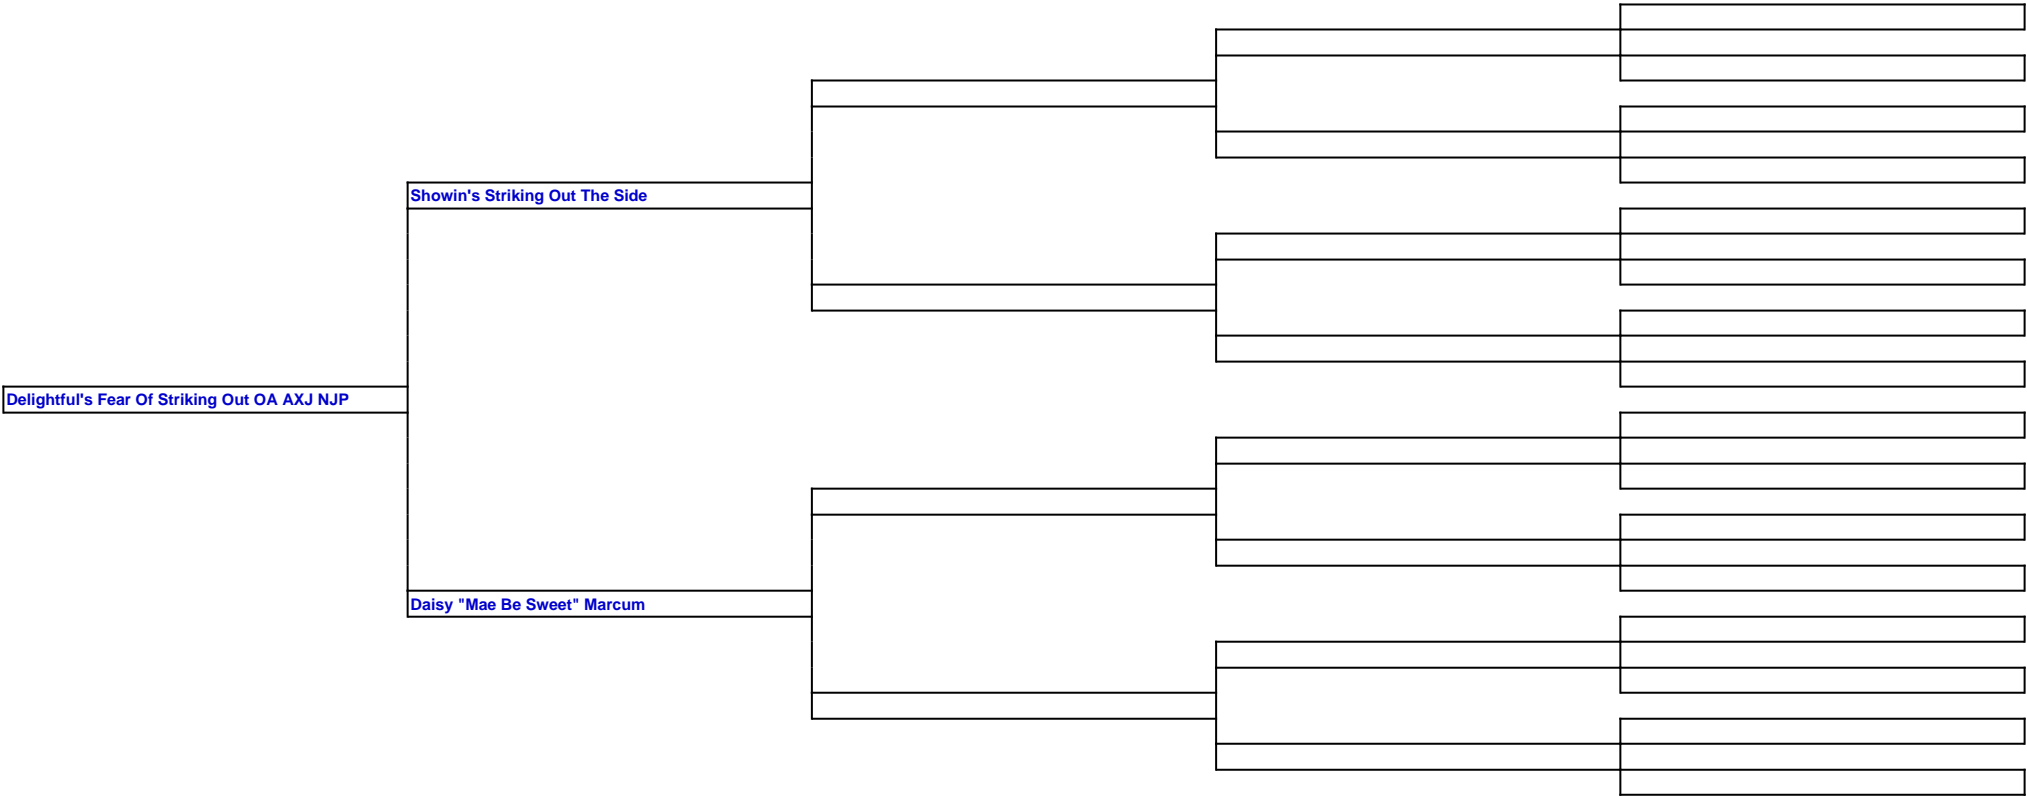 Showin's Striking Out The Side
Delightful's Fear Of Striking Out OA AXJ NJP
Daisy "Mae Be Sweet" Marcum